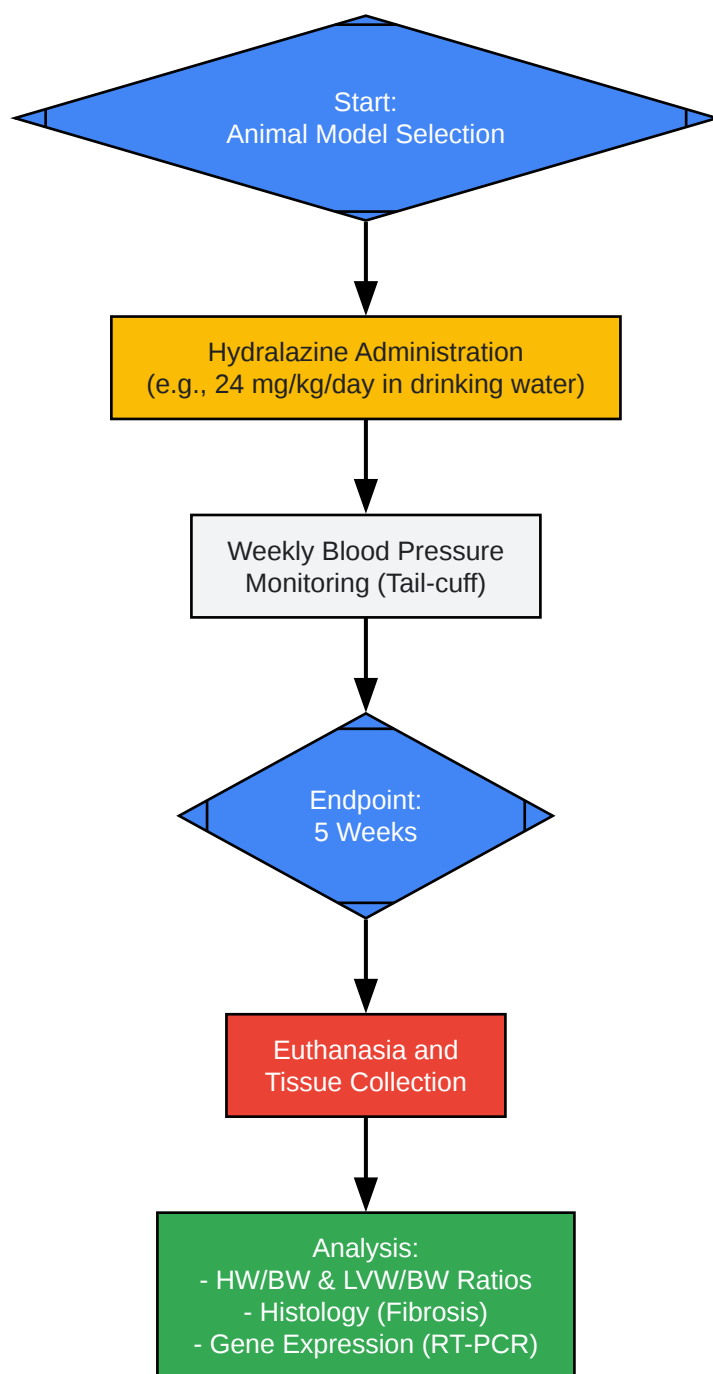 Start:
Animal Model Selection
Hydralazine Administration
(e.g., 24 mg/kg/day in drinking water)
Weekly Blood Pressure
Monitoring (Tail-cuff)
Endpoint:
5 Weeks
Euthanasia and
Tissue Collection
Analysis:
- HW/BW & LVW/BW Ratios
- Histology (Fibrosis)
- Gene Expression (RT-PCR)